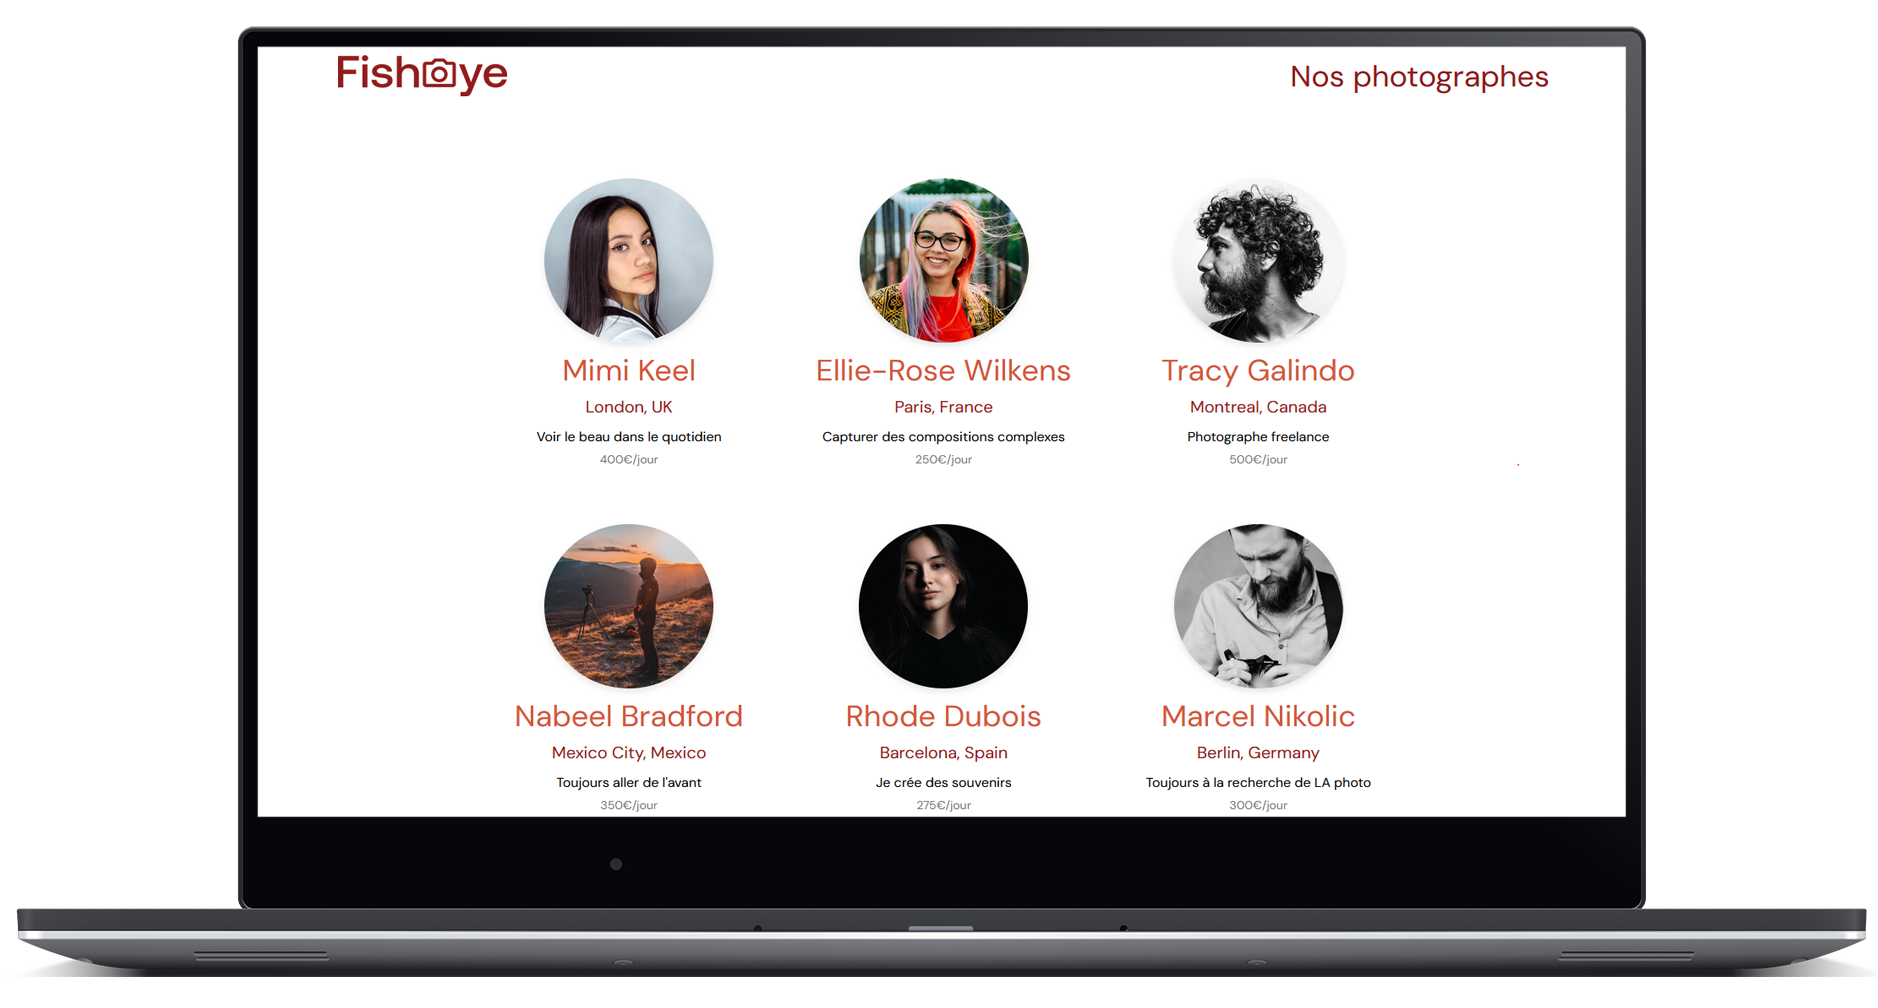 Fisheye
Nos photographes
Mimi Keel
London, UK
Voir le beau dans le quotidien
400€/jour
Ellie-Rose Wilkens
Paris, France
Capturer des compositions complexes
250€/jour
Tracy Galindo
Montreal, Canada
Photographe freelance
500€/jour
Nabeel Bradford
Mexico City, Mexico
Toujours aller de l'avant
350€/jour
Rhode Dubois
Barcelona, Spain
Je crée des souvenirs
275€/jour
Marcel Nikolic
Berlin, Germany
Toujours à la recherche de LA photo
300€/jour